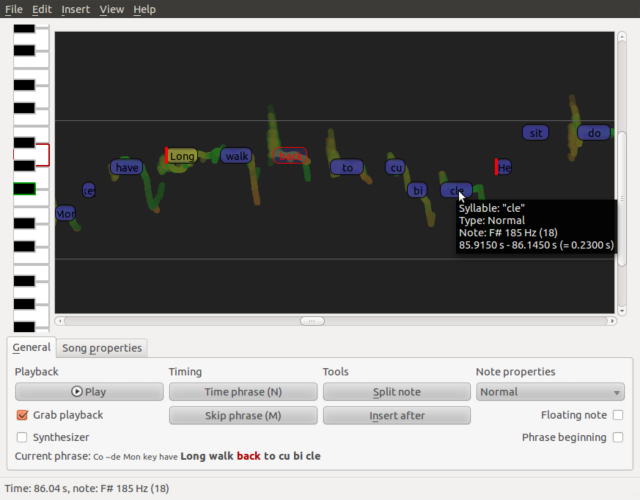 File Edit Insert View Help
sit do
Long walk back
have to cu He
key bi cle
Mon
Syllable: "cle"
Type: Normal
Note: F# 185 Hz (18)
85.9150 s - 86.1450 s (= 0.2300 s)
General Song properties
Playback Timing Tools Note properties
Play Time phrase (N) Split note Normal
Grab playback Skip phrase (M) Insert after Floating note
Synthesizer Phrase beginning
Current phrase: Co ~de Mon key have Long walk back to cu bi cle
Time: 86.04 s, note: F# 185 Hz (18)